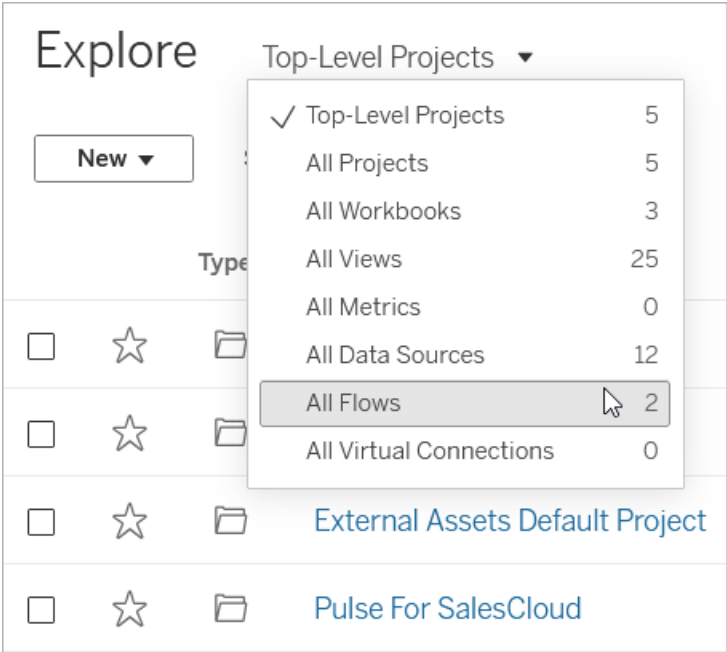 Explore Top-Level Projects
Top-Level Projects 5
New
All Projects 5
All Workbooks 3
Type
All Views 25
All Metrics 0
All Data Sources 12
All Flows 2
All Virtual Connections 0
External Assets Default Project
Pulse For SalesCloud